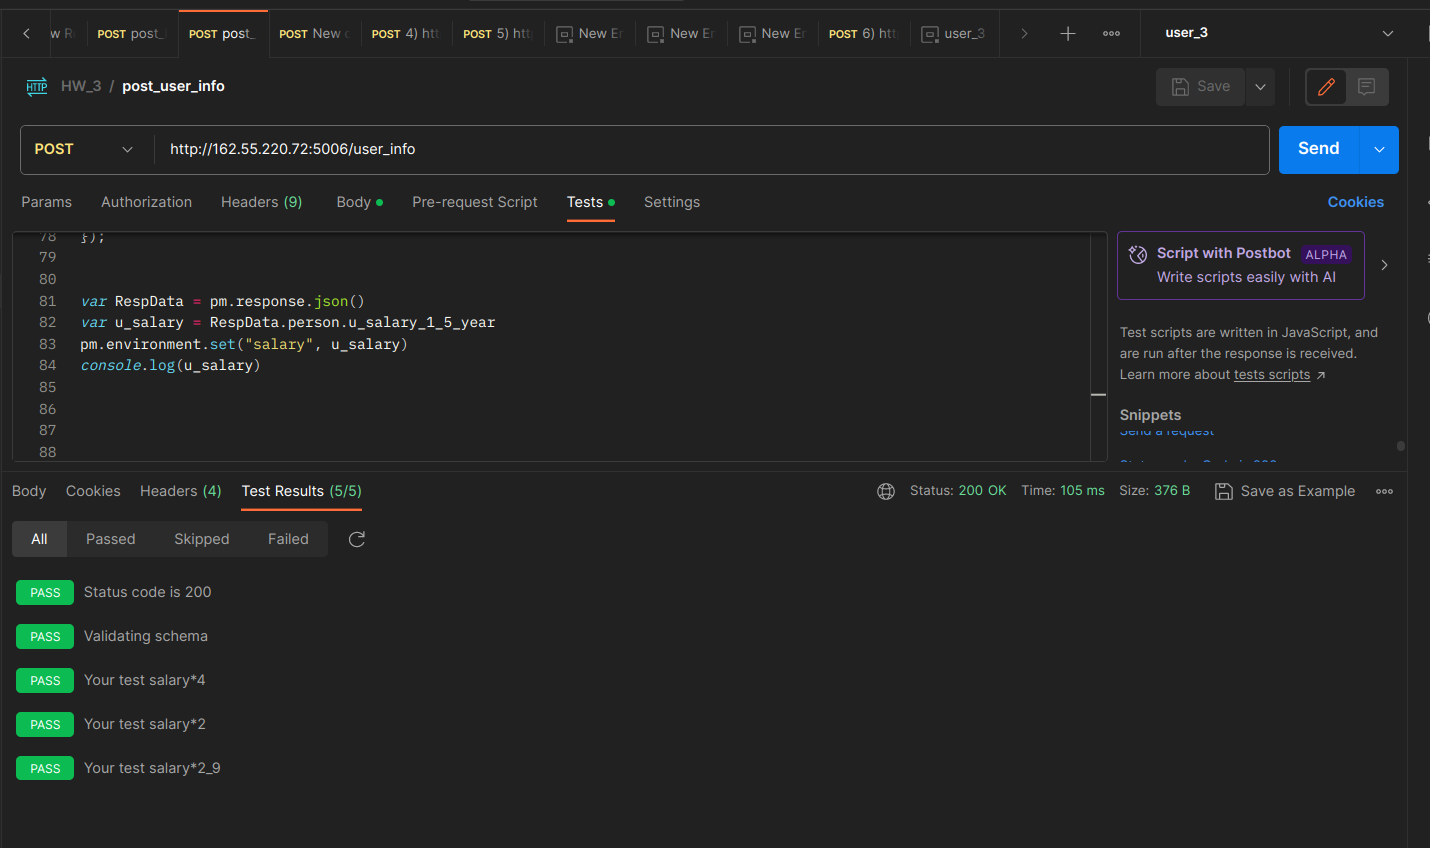 POST post_
POST post_
POST New
POST 4) htt
POST 5) htt
New Er
New Er
New Er
POST 6) htt
user_3
user_3
HTTP HW_3 / post_user_info
Save
POST http://162.55.220.72:5006/user_info
Send
Params Authorization Headers (9) Body Pre-request Script Tests Settings
Cookies
78 });
79
80
81 var RespData = pm.response.json()
82 var u_salary = RespData.person.u_salary_1_5_year
83 pm.environment.set("salary", u_salary)
84 console.log(u_salary)
85
86
87
88
Script with Postbot ALPHA
Write scripts easily with AI
Test scripts are written in JavaScript, and
are run after the response is received.
Learn more about tests scripts ↗
Snippets
Send a request
Body Cookies Headers (4) Test Results (5/5)
Status: 200 OK Time: 105 ms Size: 376 B Save as Example
All Passed Skipped Failed
PASS Status code is 200
PASS Validating schema
PASS Your test salary*4
PASS Your test salary*2
PASS Your test salary*2_9